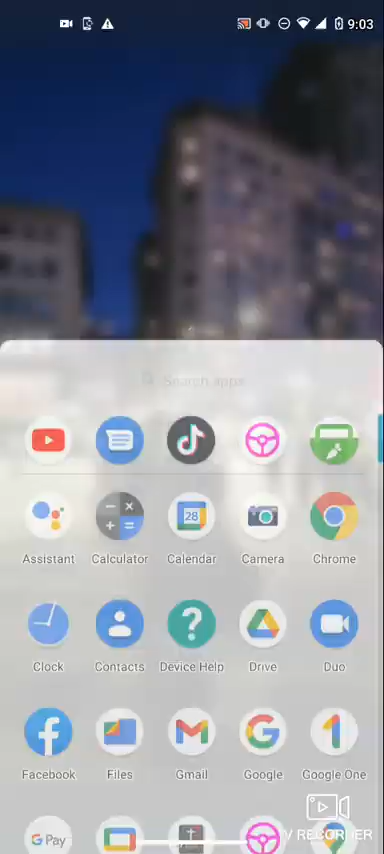 9:03
Search apps
28
Assistant
Calculator
Calendar
Camera
Chrome
Clock
Contacts
Device Help
Drive
Duo
Facebook
Files
Gmail
Google
Google One
G Pay
V RECORDER